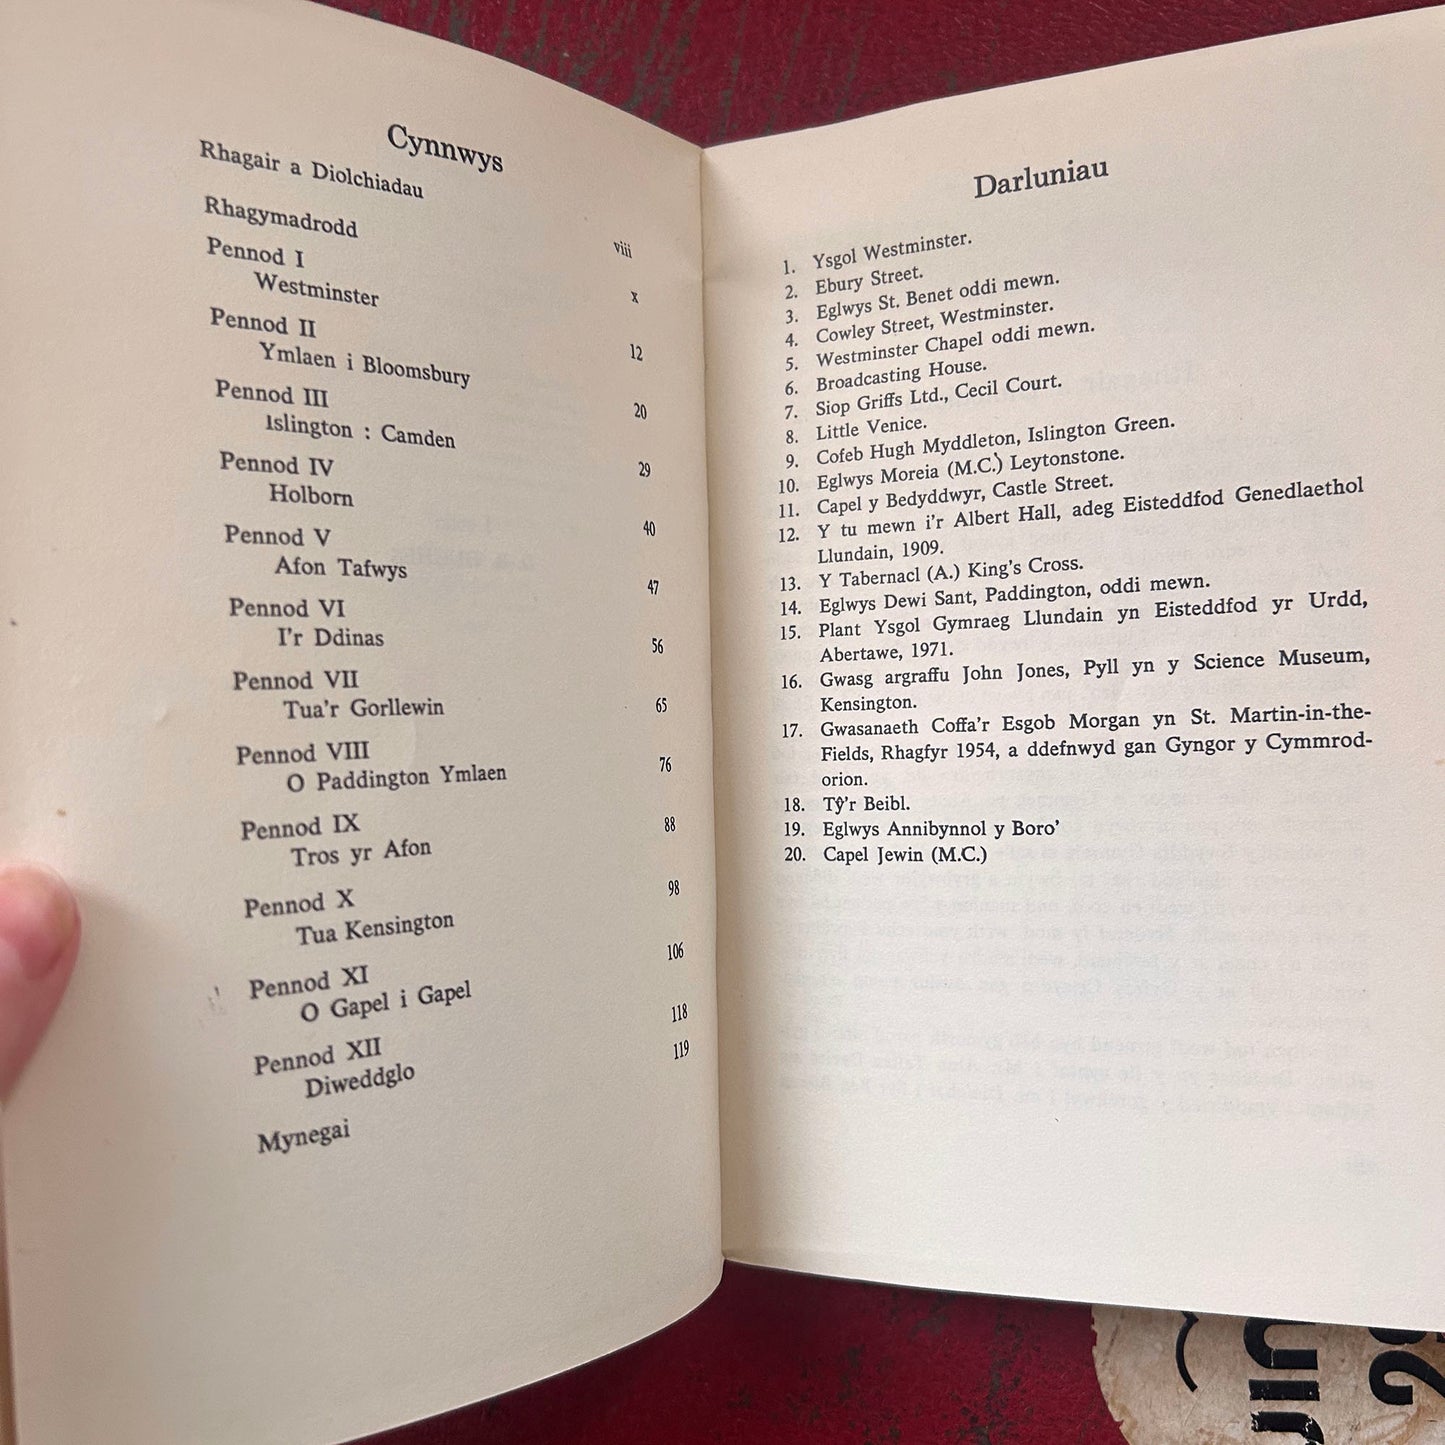 Cynnwys
Rhagair a Diolchiadau viii
Rhagymadrodd x
Pennod I
Westminster 12
Pennod II
Ymlaen i Bloomsbury 20
Pennod III
Islington : Camden 29
Pennod IV
Holborn 40
Pennod V
Afon Tafwys 47
Pennod VI
I'r Ddinas 56
Pennod VII
Tua'r Gorllewin 65
Pennod VIII
O Paddington Ymlaen 76
Pennod IX
Tros yr Afon 88
Pennod X
Tua Kensington 98
Pennod XI
O Gapel i Gapel 106
Pennod XII
Diweddglo 118
Mynegai 119
Darluniau
1. Ysgol Westminster.
2. Ebury Street.
3. Eglwys St. Benet oddi mewn.
4. Cowley Street, Westminster.
5. Westminster Chapel oddi mewn.
6. Broadcasting House.
7. Siop Griffs Ltd., Cecil Court.
8. Little Venice.
9. Cofeb Hugh Myddleton, Islington Green.
10. Eglwys Moreia (M.C.) Leytonstone.
11. Capel y Bedyddwyr, Castle Street.
12. Y tu mewn i'r Albert Hall, adeg Eisteddfod Genedlaethol
Llundain, 1909.
13. Y Tabernacl (A.) King's Cross.
14. Eglwys Dewi Sant, Paddington, oddi mewn.
15. Plant Ysgol Gymraeg Llundain yn Eisteddfod yr Urdd,
Abertawe, 1971.
16. Gwasg argraffu John Jones, Pyll yn y Science Museum,
Kensington.
17. Gwasanaeth Coffa'r Esgob Morgan yn St. Martin-in-the-
Fields, Rhagfyr 1954, a ddefnwyd gan Gyngor y Cymmrod-
orion.
18. Tŷ'r Beibl.
19. Eglwys Annibynnol y Boro'
20. Capel Jewin (M.C.)